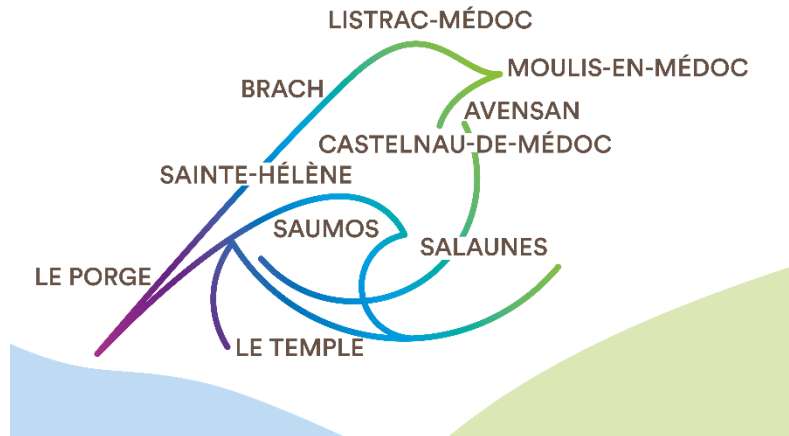 LISTRAC-MÉDOC
MOULIS-EN-MÉDOC
BRACH
AVENSAN
CASTELNAU-DE-MÉDOC
SAINTE-HÉLÈNE
SAUMOS
SALAUNES
LE PORGE
LE TEMPLE